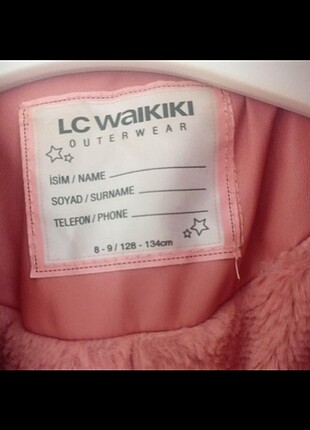 LC WAIKIKI
OUTERWEAR
İSİM / NAME
SOYAD / SURNAME
TELEFON / PHONE
8 - 9 / 128 - 134cm